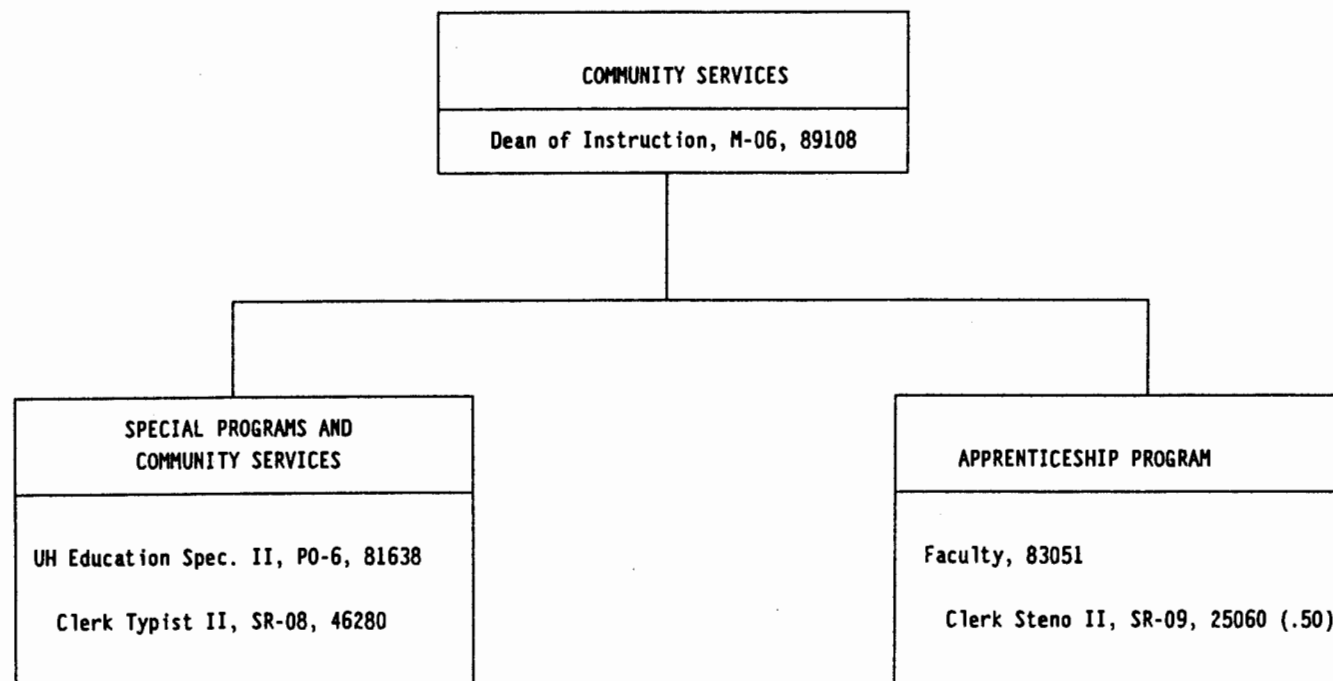 COMMUNITY SERVICES
Dean of Instruction, M-06, 89108
SPECIAL PROGRAMS AND
COMMUNITY SERVICES
UH Education Spec. II, PO-6, 81638
Clerk Typist II, SR-08, 46280
APPRENTICESHIP PROGRAM
Faculty, 83051
Clerk Steno II, SR-09, 25060 (.50)